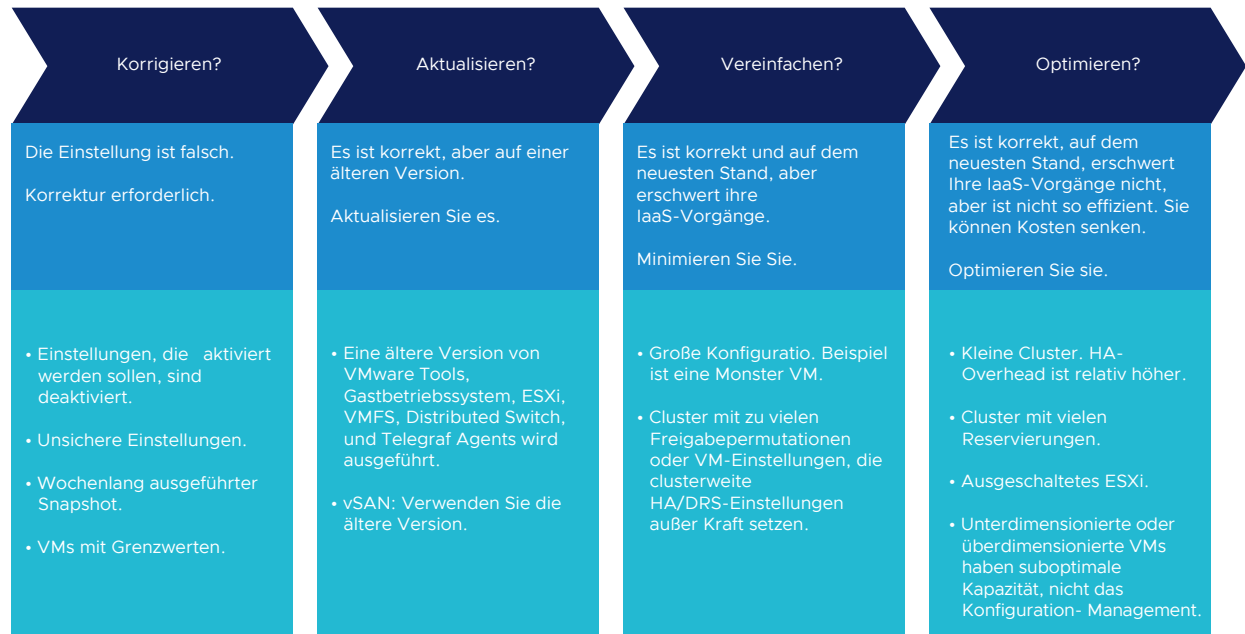 Korrigieren?
Aktualisieren?
Vereinfachen?
Optimieren?
Die Einstellung ist falsch.
Korrektur erforderlich.
Es ist korrekt, aber auf einer
älteren Version.
Aktualisieren Sie es.
Es ist korrekt und auf dem
neuesten Stand, aber
erschwert ihre
IaaS-Vorgänge.
Minimieren Sie Sie.
Es ist korrekt, auf dem
neuesten Stand, erschwert
Ihre IaaS-Vorgänge nicht,
aber ist nicht so effizient. Sie
können Kosten senken.
Optimieren Sie sie.
• Einstellungen, die aktiviert
werden sollen, sind
deaktiviert.
• Unsichere Einstellungen.
• Wochenlang ausgeführter
Snapshot.
• VMs mit Grenzwerten.
• Eine ältere Version von
VMware Tools,
Gastbetriebssystem, ESXi,
VMFS, Distributed Switch,
und Telegraf Agents wird
ausgeführt.
• vSAN: Verwenden Sie die
ältere Version.
• Große Konfiguratio. Beispiel
ist eine Monster VM.
• Cluster mit zu vielen
Freigabepermutationen
oder VM-Einstellungen, die
clusterweite
HA/DRS-Einstellungen
außer Kraft setzen.
• Kleine Cluster. HA-
Overhead ist relativ höher.
• Cluster mit vielen
Reservierungen.
• Ausgeschaltetes ESXi.
• Unterdimensionierte oder
überdimensionierte VMs
haben suboptimale
Kapazität, nicht das
Konfiguration- Management.